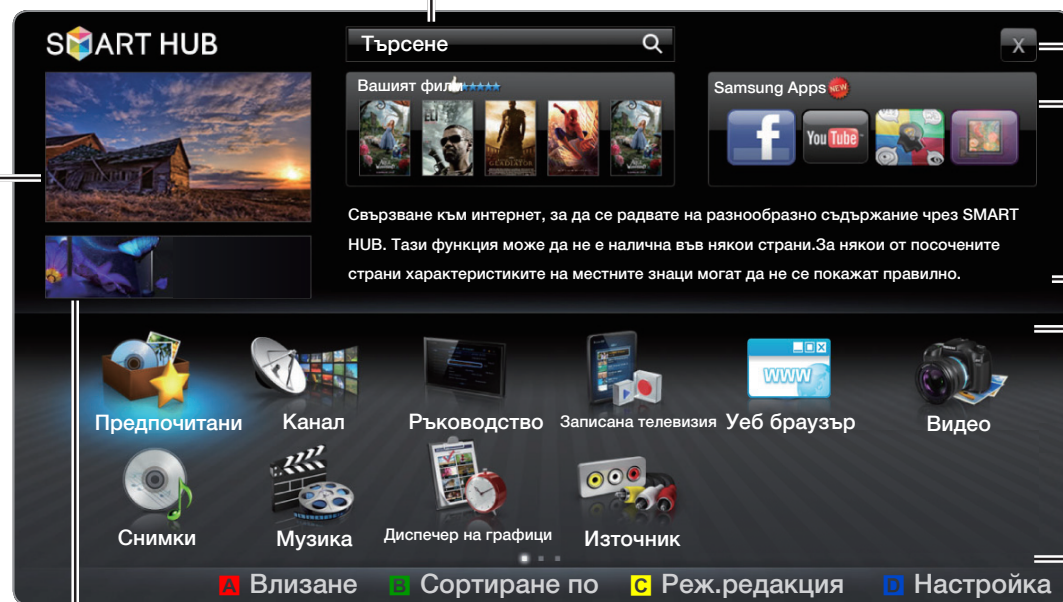 SMART HUB
Търсене
X
Вашият филм
Samsung Apps NEW
ELI
GLADIATOR
f
You Tube
Свързване към интернет, за да се радвате на разнообразно съдържание чрез SMART
HUB. Тази функция може да не е налична във някои страни.За някои от посочените
страни характеристиките на местните знаци могат да не се покажат правилно.
www
Предпочитани
Канал
Ръководство
Записана телевизия
Уеб браузър
Видео
Снимки
Музика
Диспечер на графици
Източник
A Влизане
B Сортиране по
C Реж.редакция
D Настройка